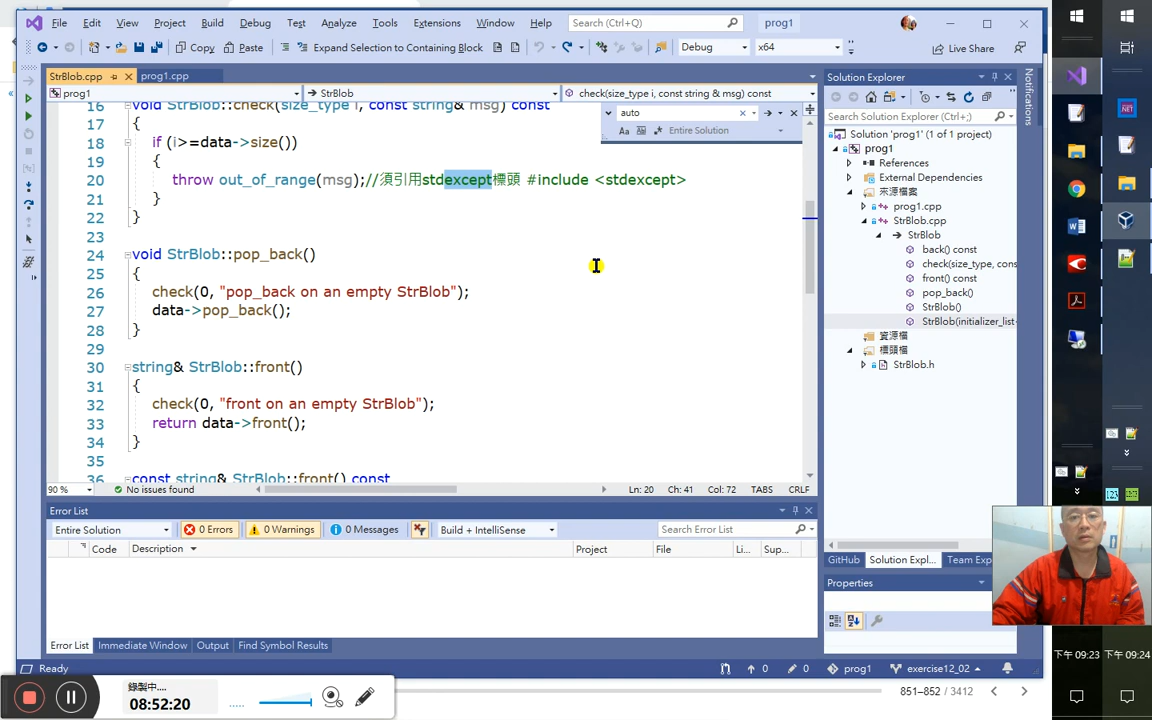 File Edit View Project Build Debug Test Analyze Tools Extensions Window Help Search (Ctrl+Q) prog1
Copy Paste Expand Selection to Containing Block Debug x64 Live Share
StrBlob.cpp prog1.cpp
prog1 StrBlob check(size_type i, const string & msg) const
auto
Aa Entire Solution
16 void StrBlob::check(size_type i, const string& msg) const
17 {
18 if (i>=data->size())
19 {
20 throw out_of_range(msg);//須引用stdexcept標頭 #include <stdexcept>
21 }
22 }
23
24 void StrBlob::pop_back()
25 {
26 check(0, "pop_back on an empty StrBlob");
27 data->pop_back();
28 }
29
30 string& StrBlob::front()
31 {
32 check(0, "front on an empty StrBlob");
33 return data->front();
34 }
35
36 const string& StrBlob::front() const
90 % No issues found Ln: 20 Ch: 41 Col: 72 TABS CRLF
Error List
Entire Solution 0 Errors 0 Warnings 0 Messages Build + IntelliSense Search Error List
Code Description Project File Li... Sup...
Error List Immediate Window Output Find Symbol Results
Ready 0 0 prog1 exercise12_02
Solution Explorer
Search Solution Explorer (Ctrl+;)
Solution 'prog1' (1 of 1 project)
prog1
References
External Dependencies
來源檔案
prog1.cpp
StrBlob.cpp
StrBlob
back() const
check(size_type, cons
front() const
pop_back()
StrBlob()
StrBlob(initializer_list
資源檔
標頭檔
StrBlob.h
GitHub Solution Expl... Team Exp
Properties
Notifications
錄製中....
08:52:20
851–852 / 3412
下午 09:23 下午 09:24